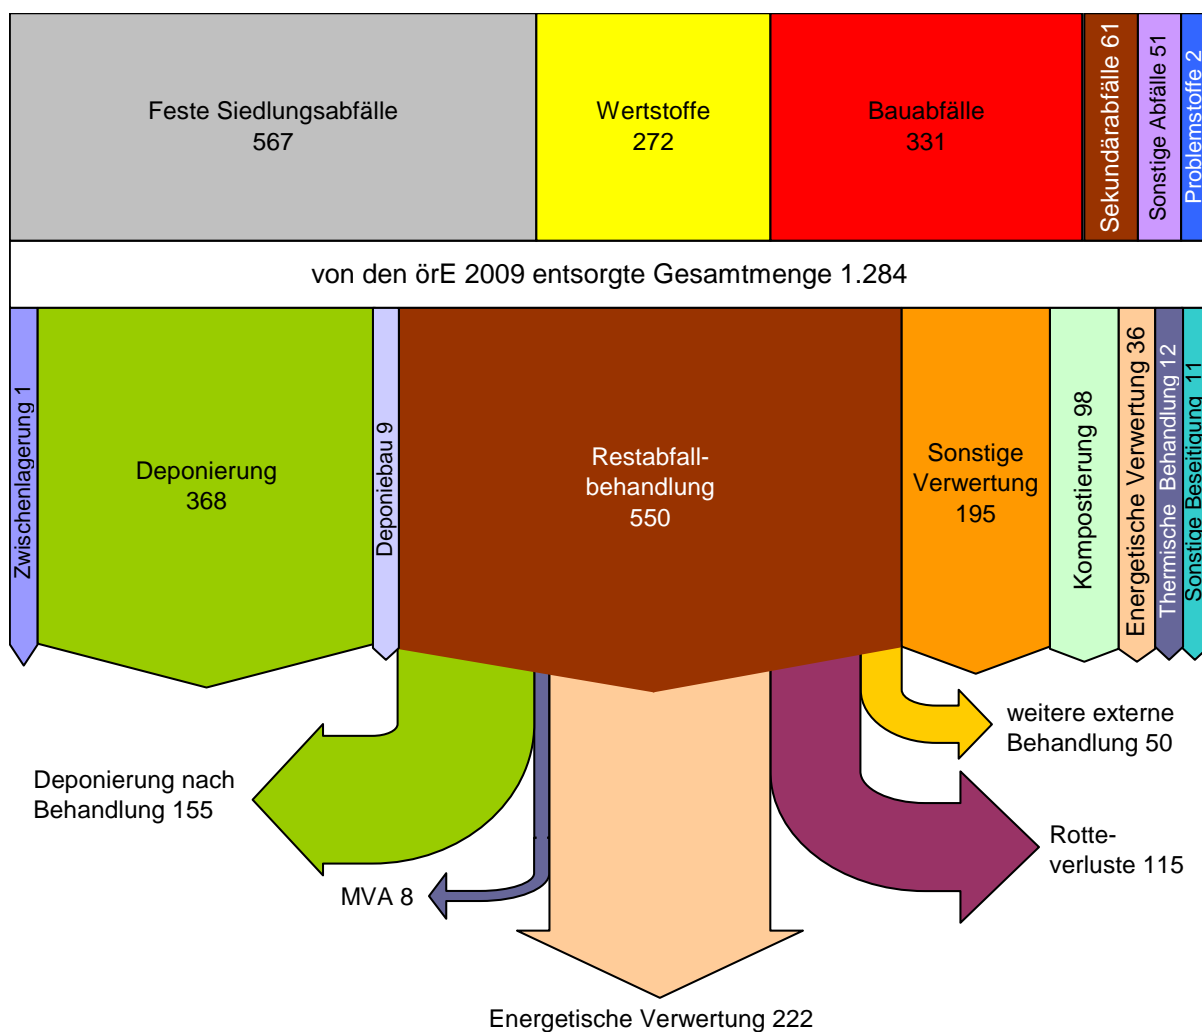 Feste Siedlungsabfälle
567
Wertstoffe
272
Bauabfälle
331
Sekundärabfälle 61
Sonstige Abfälle 51
Problemstoffe 2
von den örE 2009 entsorgte Gesamtmenge 1.284
Zwischenlagerung 1
Deponierung
368
Deponiebau 9
Restabfall-
behandlung
550
Sonstige
Verwertung
195
Kompostierung 98
Energetische Verwertung 36
Thermische Behandlung 12
Sonstige Beseitigung 11
weitere externe
Behandlung 50
Deponierung nach
Behandlung 155
Rotte-
verluste 115
MVA 8
Energetische Verwertung 222